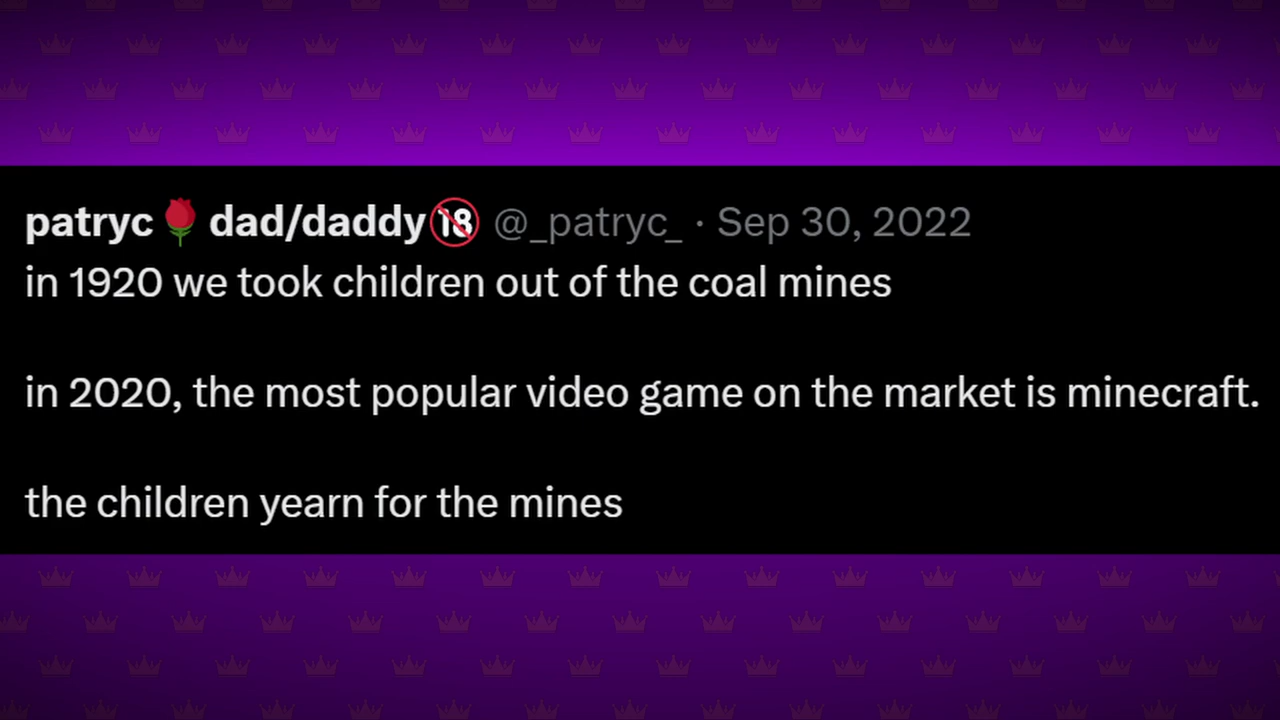 patryc🌹dad/daddy🔞 @_patryc_ · Sep 30, 2022
in 1920 we took children out of the coal mines
in 2020, the most popular video game on the market is minecraft.
the children yearn for the mines